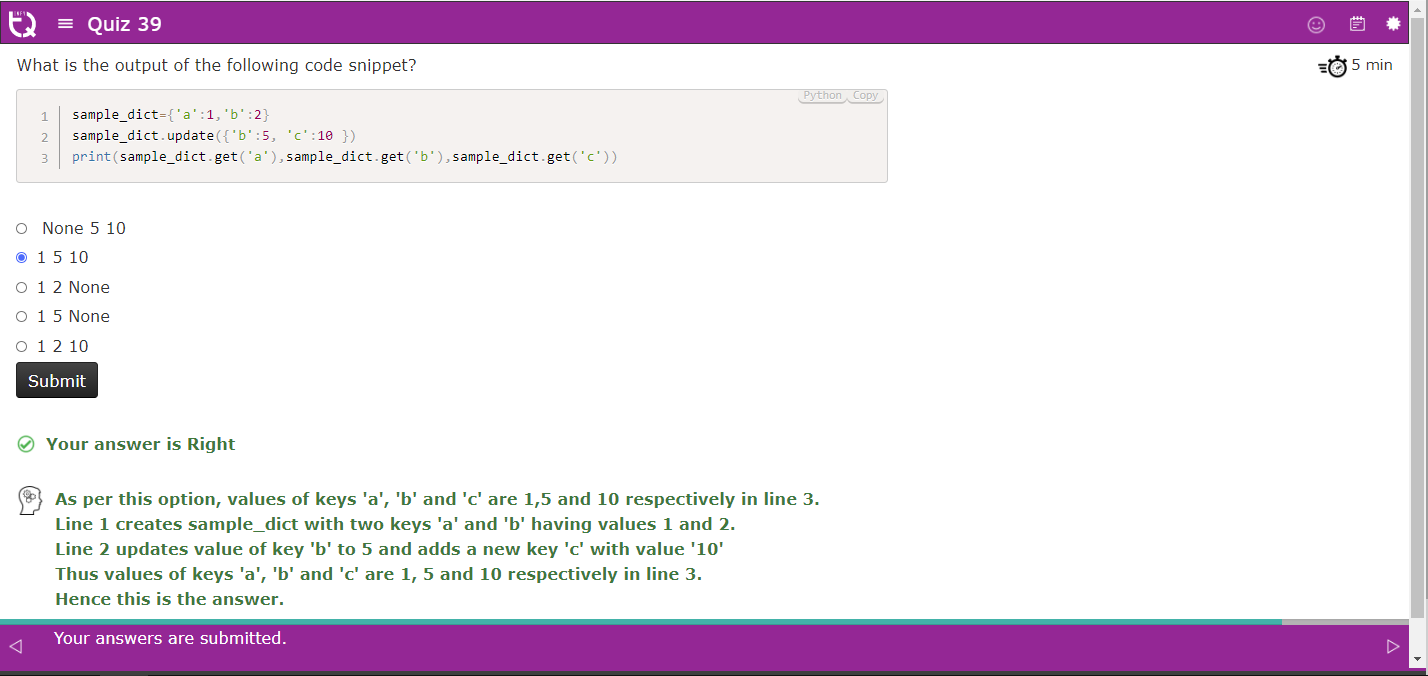 Quiz 39
What is the output of the following code snippet?
5 min
Python Copy
1 sample_dict={'a':1,'b':2}
2 sample_dict.update({'b':5, 'c':10 })
3 print(sample_dict.get('a'),sample_dict.get('b'),sample_dict.get('c'))
None 5 10
1 5 10
1 2 None
1 5 None
1 2 10
Submit
Your answer is Right
As per this option, values of keys 'a', 'b' and 'c' are 1,5 and 10 respectively in line 3.
Line 1 creates sample_dict with two keys 'a' and 'b' having values 1 and 2.
Line 2 updates value of key 'b' to 5 and adds a new key 'c' with value '10'
Thus values of keys 'a', 'b' and 'c' are 1, 5 and 10 respectively in line 3.
Hence this is the answer.
Your answers are submitted.